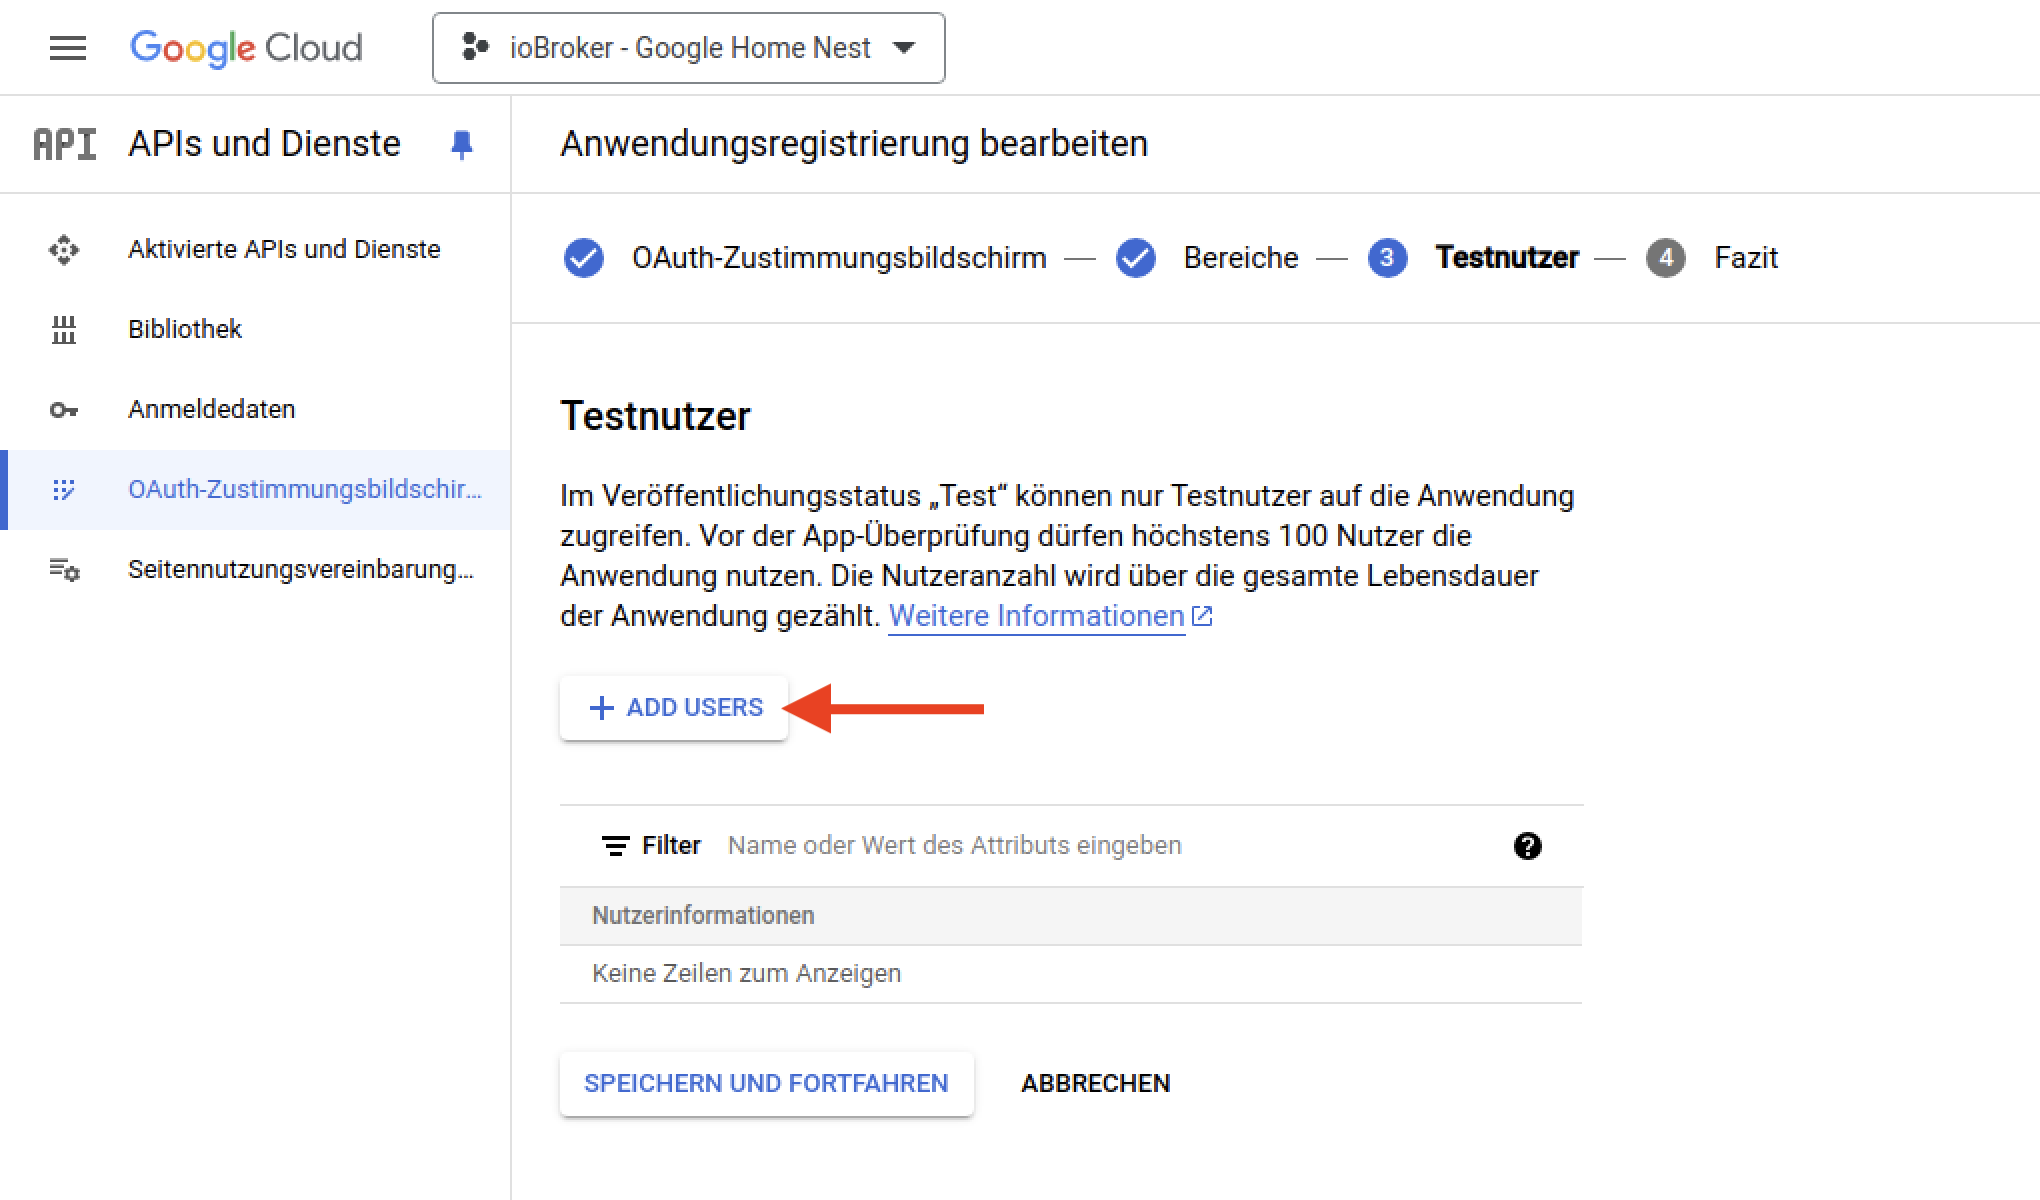 Google Cloud
ioBroker - Google Home Nest
API APIs und Dienste
Aktivierte APIs und Dienste
Bibliothek
Anmeldedaten
OAuth-Zustimmungsbildschir...
Seitennutzungsvereinbarung...
Anwendungsregistrierung bearbeiten
OAuth-Zustimmungsbildschirm — Bereiche — 3 Testnutzer — 4 Fazit
Testnutzer
Im Veröffentlichungsstatus „Test“ können nur Testnutzer auf die Anwendung
zugreifen. Vor der App-Überprüfung dürfen höchstens 100 Nutzer die
Anwendung nutzen. Die Nutzeranzahl wird über die gesamte Lebensdauer
der Anwendung gezählt. Weitere Informationen
+ ADD USERS
Filter Name oder Wert des Attributs eingeben ?
Nutzerinformationen
Keine Zeilen zum Anzeigen
SPEICHERN UND FORTFAHREN ABBRECHEN